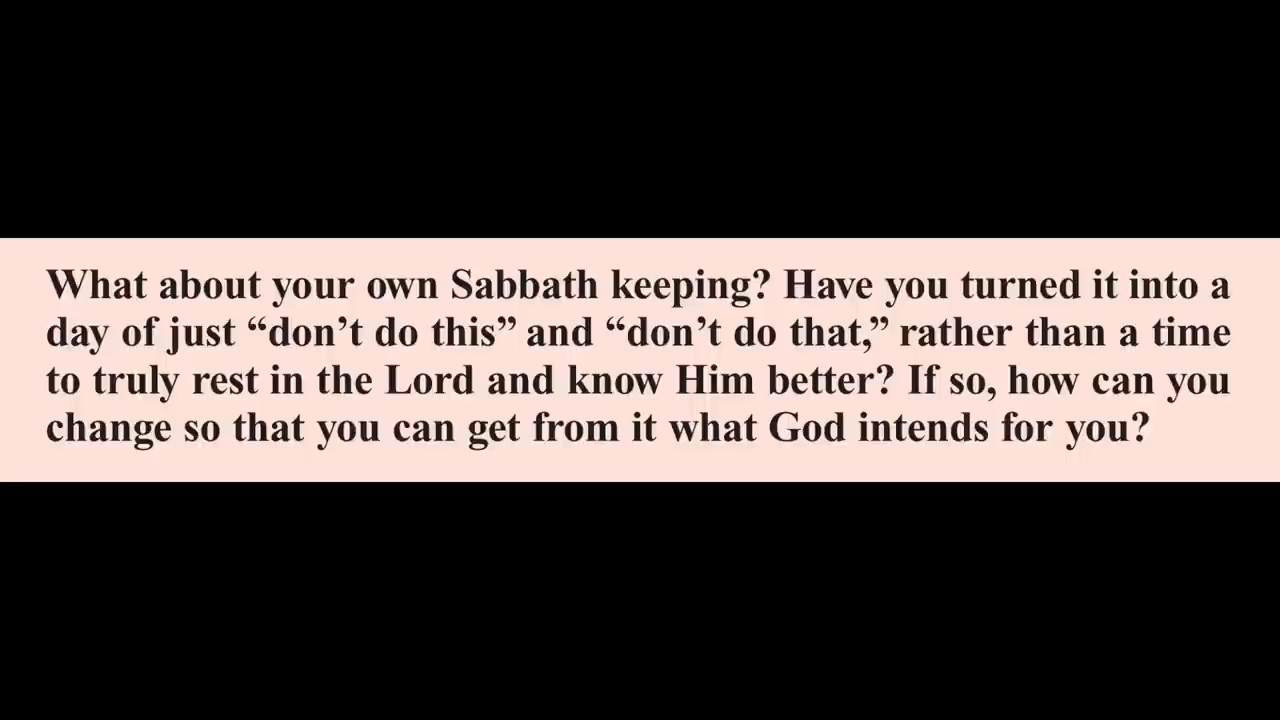 What about your own Sabbath keeping? Have you turned it into a
day of just “don’t do this” and “don’t do that,” rather than a time
to truly rest in the Lord and know Him better? If so, how can you
change so that you can get from it what God intends for you?